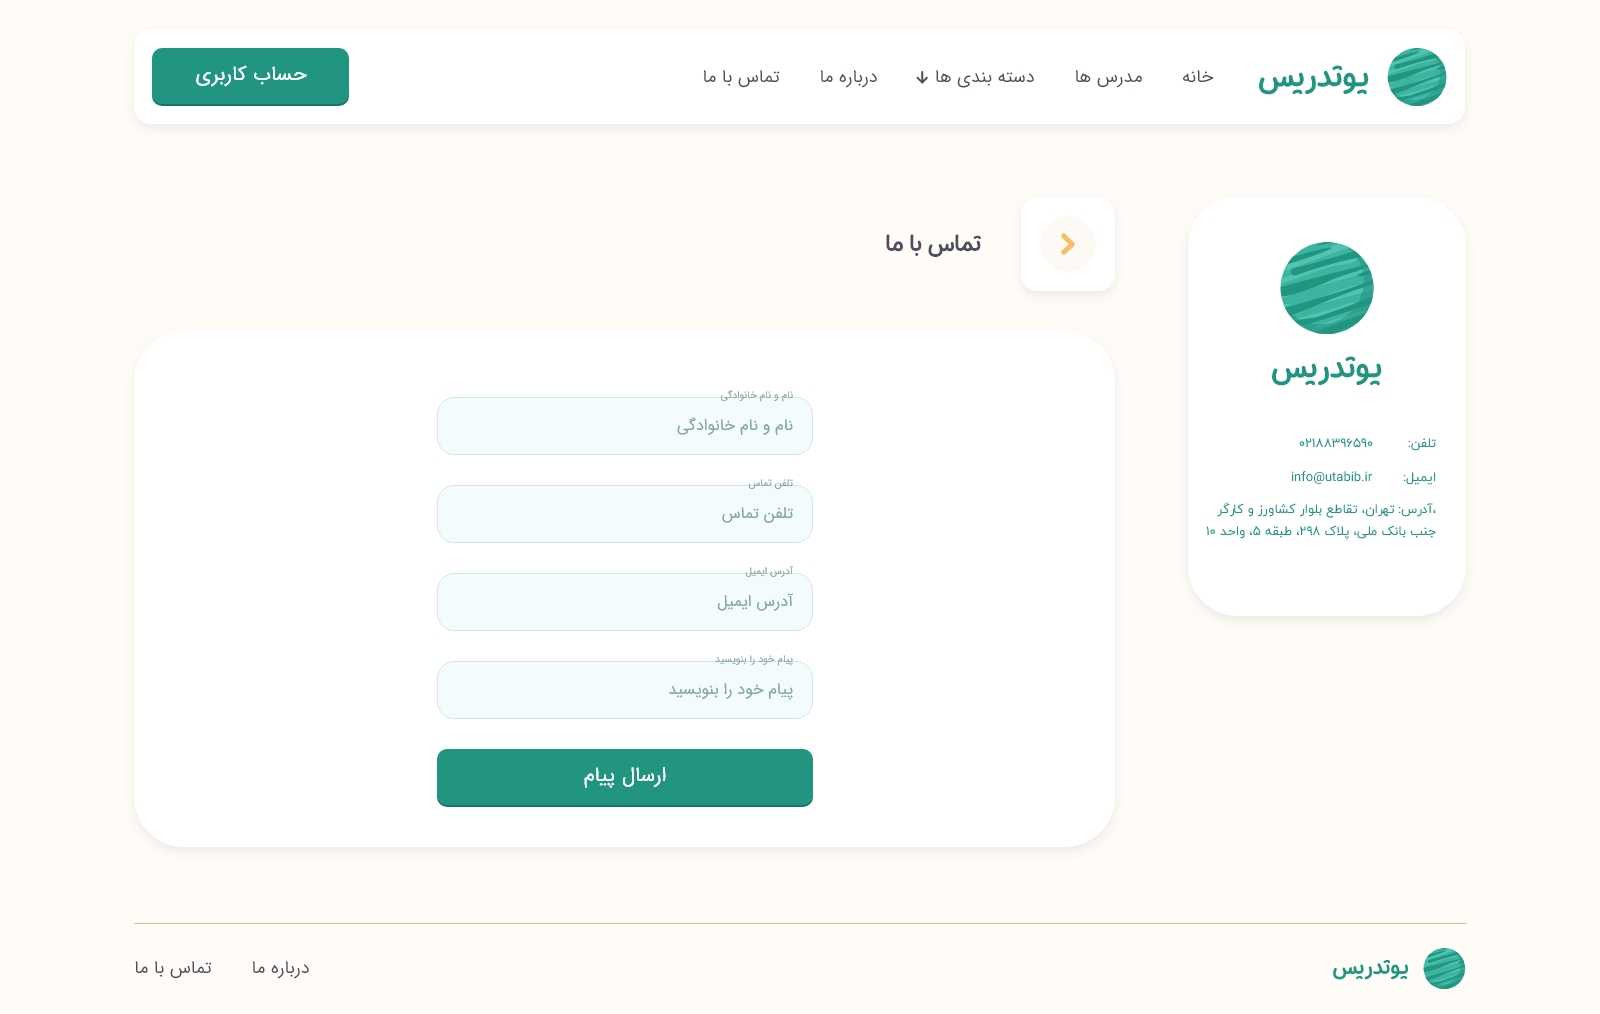 یوتدریس
خانه
مدرس ها
دسته بندی ها
درباره ما
تماس با ما
حساب کاربری
یوتدریس
تلفن: ۰۲۱۸۸۳۹۶۵۹۰
ایمیل: info@utabib.ir
آدرس: تهران، تقاطع بلوار کشاورز و کارگر،
جنب بانک ملی، پلاک ۲۹۸، طبقه ۵، واحد ۱۰
تماس با ما
نام و نام خانوادگی
نام و نام خانوادگی
تلفن تماس
تلفن تماس
آدرس ایمیل
آدرس ایمیل
پیام خود را بنویسید
پیام خود را بنویسید
ارسال پیام
یوتدریس
درباره ما
تماس با ما